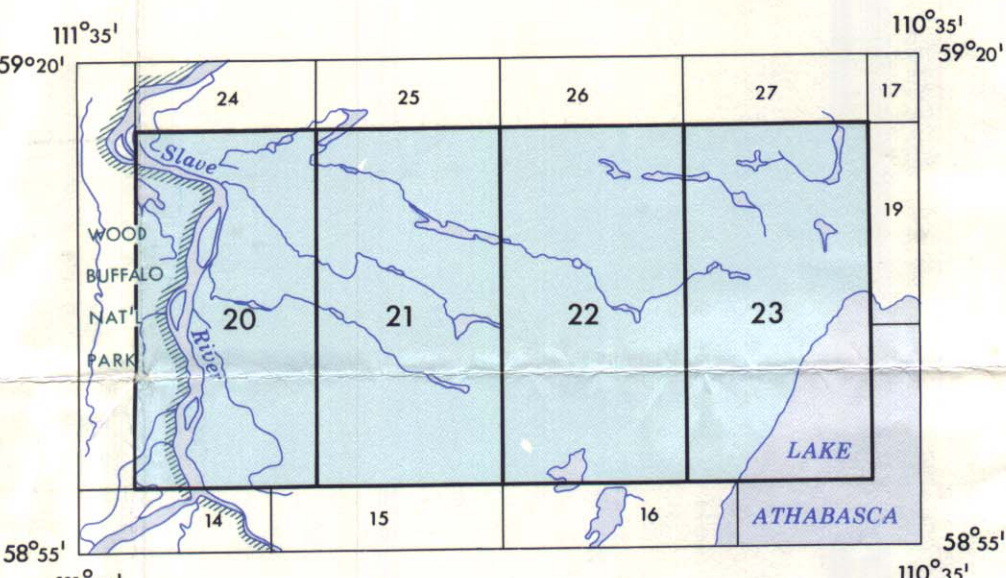 111°35' 110°35'
59°20' 59°20'
24 25 26 27 17
Slave
19
WOOD
BUFFALO
NAT'L
PARK
20 21 22 23
River
LAKE
14 15 16 ATHABASCA
58°55' 58°55'
110°35'